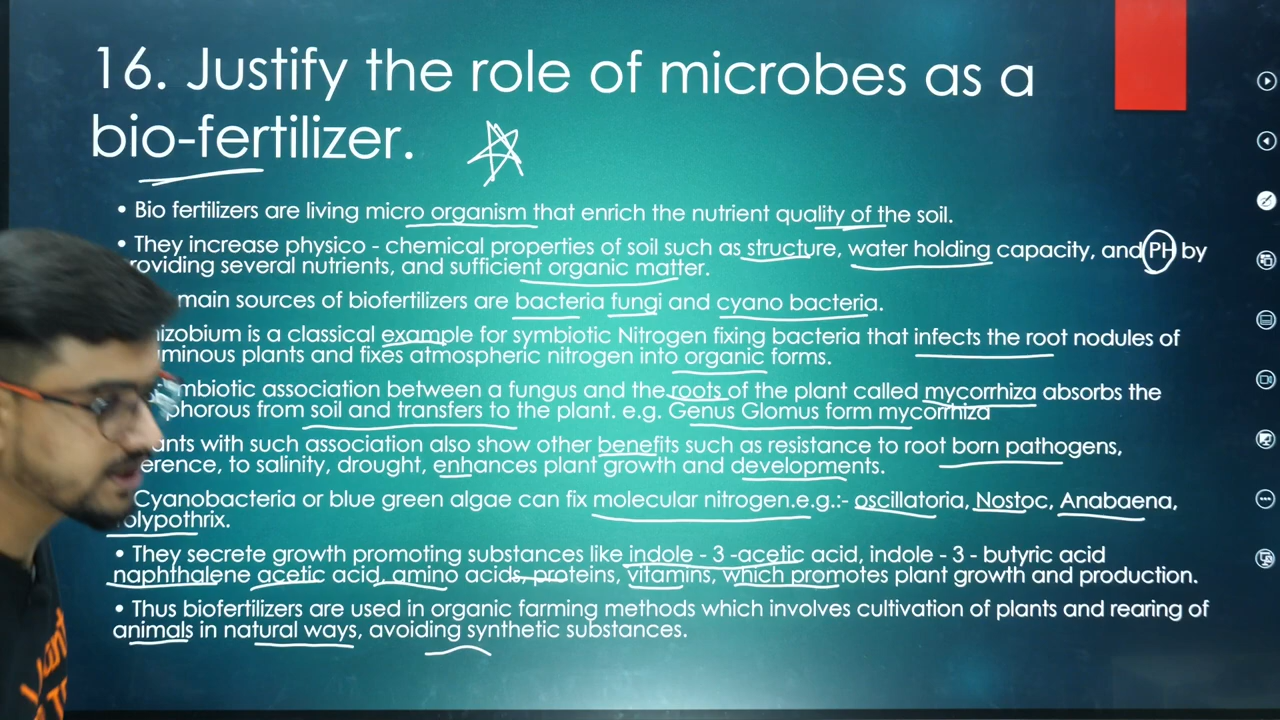 16. Justify the role of microbes as a
bio-fertilizer.
• Bio fertilizers are living micro organism that enrich the nutrient quality of the soil.
• They increase physico - chemical properties of soil such as structure, water holding capacity, and PH by
roviding several nutrients, and sufficient organic matter.
main sources of biofertilizers are bacteria fungi and cyano bacteria.
izobium is a classical example for symbiotic Nitrogen fixing bacteria that infects the root nodules of
uminous plants and fixes atmospheric nitrogen into organic forms.
mbiotic association between a fungus and the roots of the plant called mycorrhiza absorbs the
phorous from soil and transfers to the plant. e.g. Genus Glomus form mycorrhiza
ants with such association also show other benefits such as resistance to root born pathogens,
erence, to salinity, drought, enhances plant growth and developments.
Cyanobacteria or blue green algae can fix molecular nitrogen.e.g.:- oscillatoria, Nostoc, Anabaena,
olypothrix.
• They secrete growth promoting substances like indole - 3 -acetic acid, indole - 3 - butyric acid
naphthalene acetic acid, amino acids, proteins, vitamins, which promotes plant growth and production.
• Thus biofertilizers are used in organic farming methods which involves cultivation of plants and rearing of
animals in natural ways, avoiding synthetic substances.